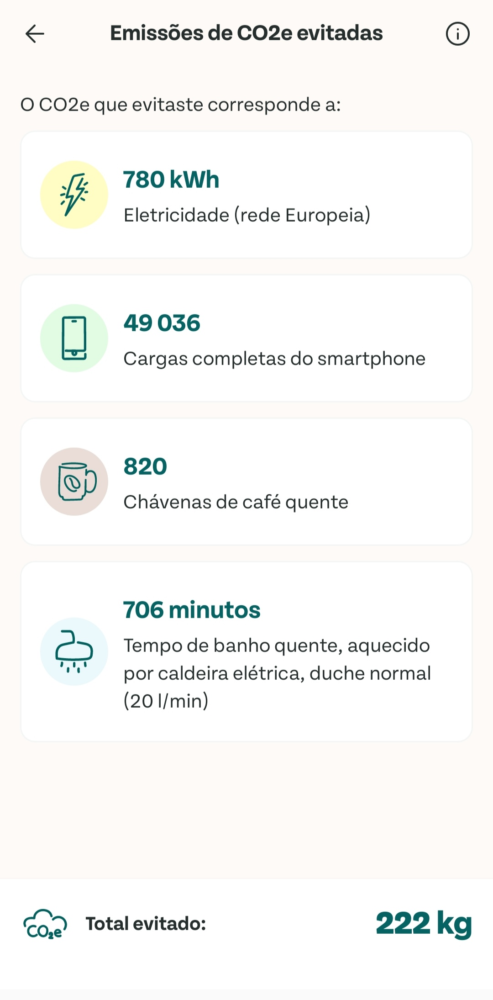 Emissões de CO2e evitadas
O CO2e que evitaste corresponde a:
780 kWh
Eletricidade (rede Europeia)
49 036
Cargas completas do smartphone
820
Chávenas de café quente
706 minutos
Tempo de banho quente, aquecido
por caldeira elétrica, duche normal
(20 l/min)
CO₂e
Total evitado:
222 kg